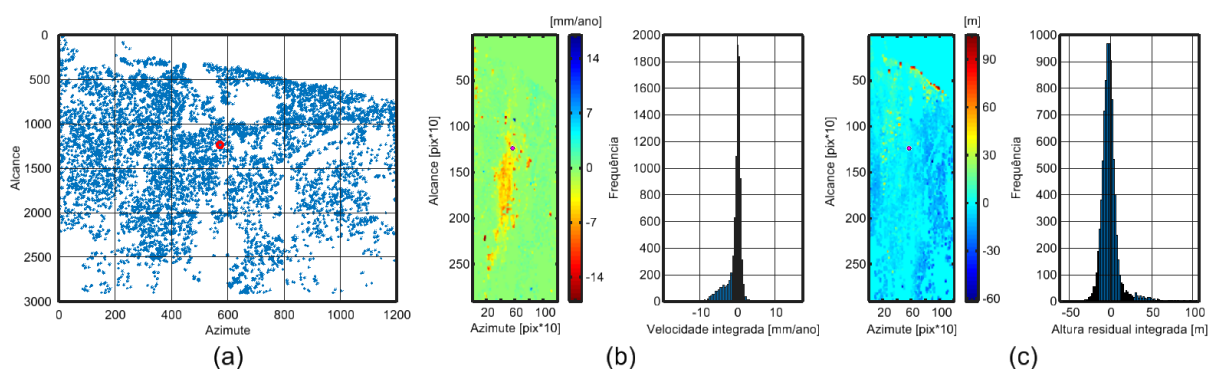 0
500
1000
1500
2000
2500
3000
Alcance
0 200 400 600 800 1000 1200
Azimute
(a)
[mm/ano]
50
100
150
200
250
Alcance [pix*10]
20 60 100
Azimute [pix*10]
14
7
0
-7
-14
2000
1800
1600
1400
1200
1000
800
600
400
200
0
Frequência
-10 0 10
Velocidade integrada [mm/ano]
(b)
[m]
50
100
150
200
250
Alcance [pix*10]
20 60 100
Azimute [pix*10]
90
60
30
0
-30
-60
1000
900
800
700
600
500
400
300
200
100
0
Frequência
-50 0 50 100
Altura residual integrada [m]
(c)